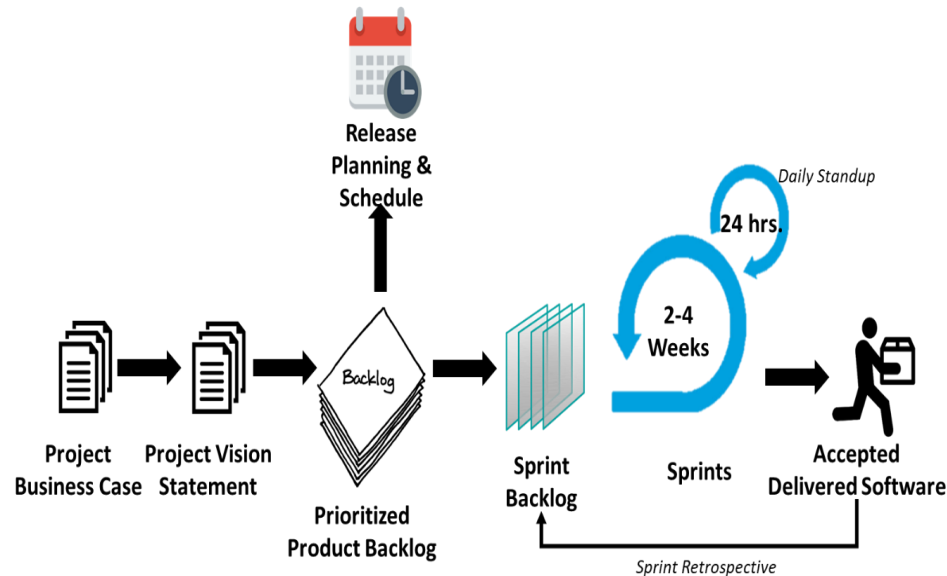 Release
Planning &
Schedule
Daily Standup
24 hrs.
2-4
Weeks
Backlog
Project
Business Case
Project Vision
Statement
Prioritized
Product Backlog
Sprint
Backlog
Sprints
Accepted
Delivered Software
Sprint Retrospective